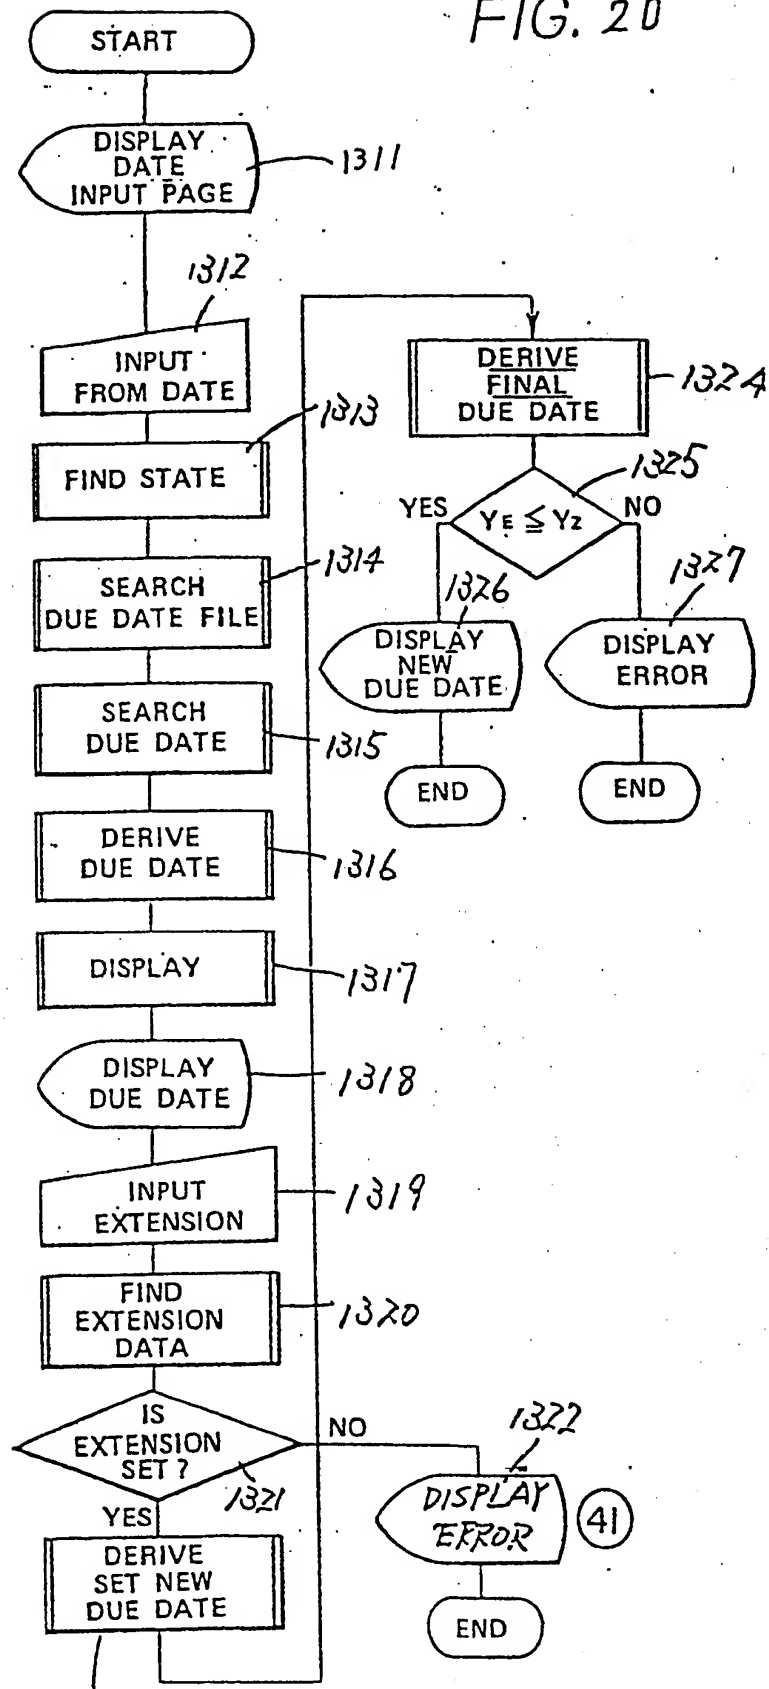 FIG. 20
START
DISPLAY
DATE
INPUT PAGE
1311
1312
INPUT
FROM DATE
1313
FIND STATE
1314
SEARCH
DUE DATE FILE
SEARCH
DUE DATE
1315
DERIVE
DUE DATE
1316
DISPLAY
1317
DISPLAY
DUE DATE
1318
INPUT
EXTENSION
1319
FIND
EXTENSION
DATA
1320
IS
EXTENSION
SET?
1321
NO
YES
1322
DISPLAY
ERROR
41
END
DERIVE
SET NEW
DUE DATE
DERIVE
FINAL
DUE DATE
1324
1325
YES
YE ≦ YZ
NO
1326
DISPLAY
NEW
DUE DATE
END
1327
DISPLAY
ERROR
END